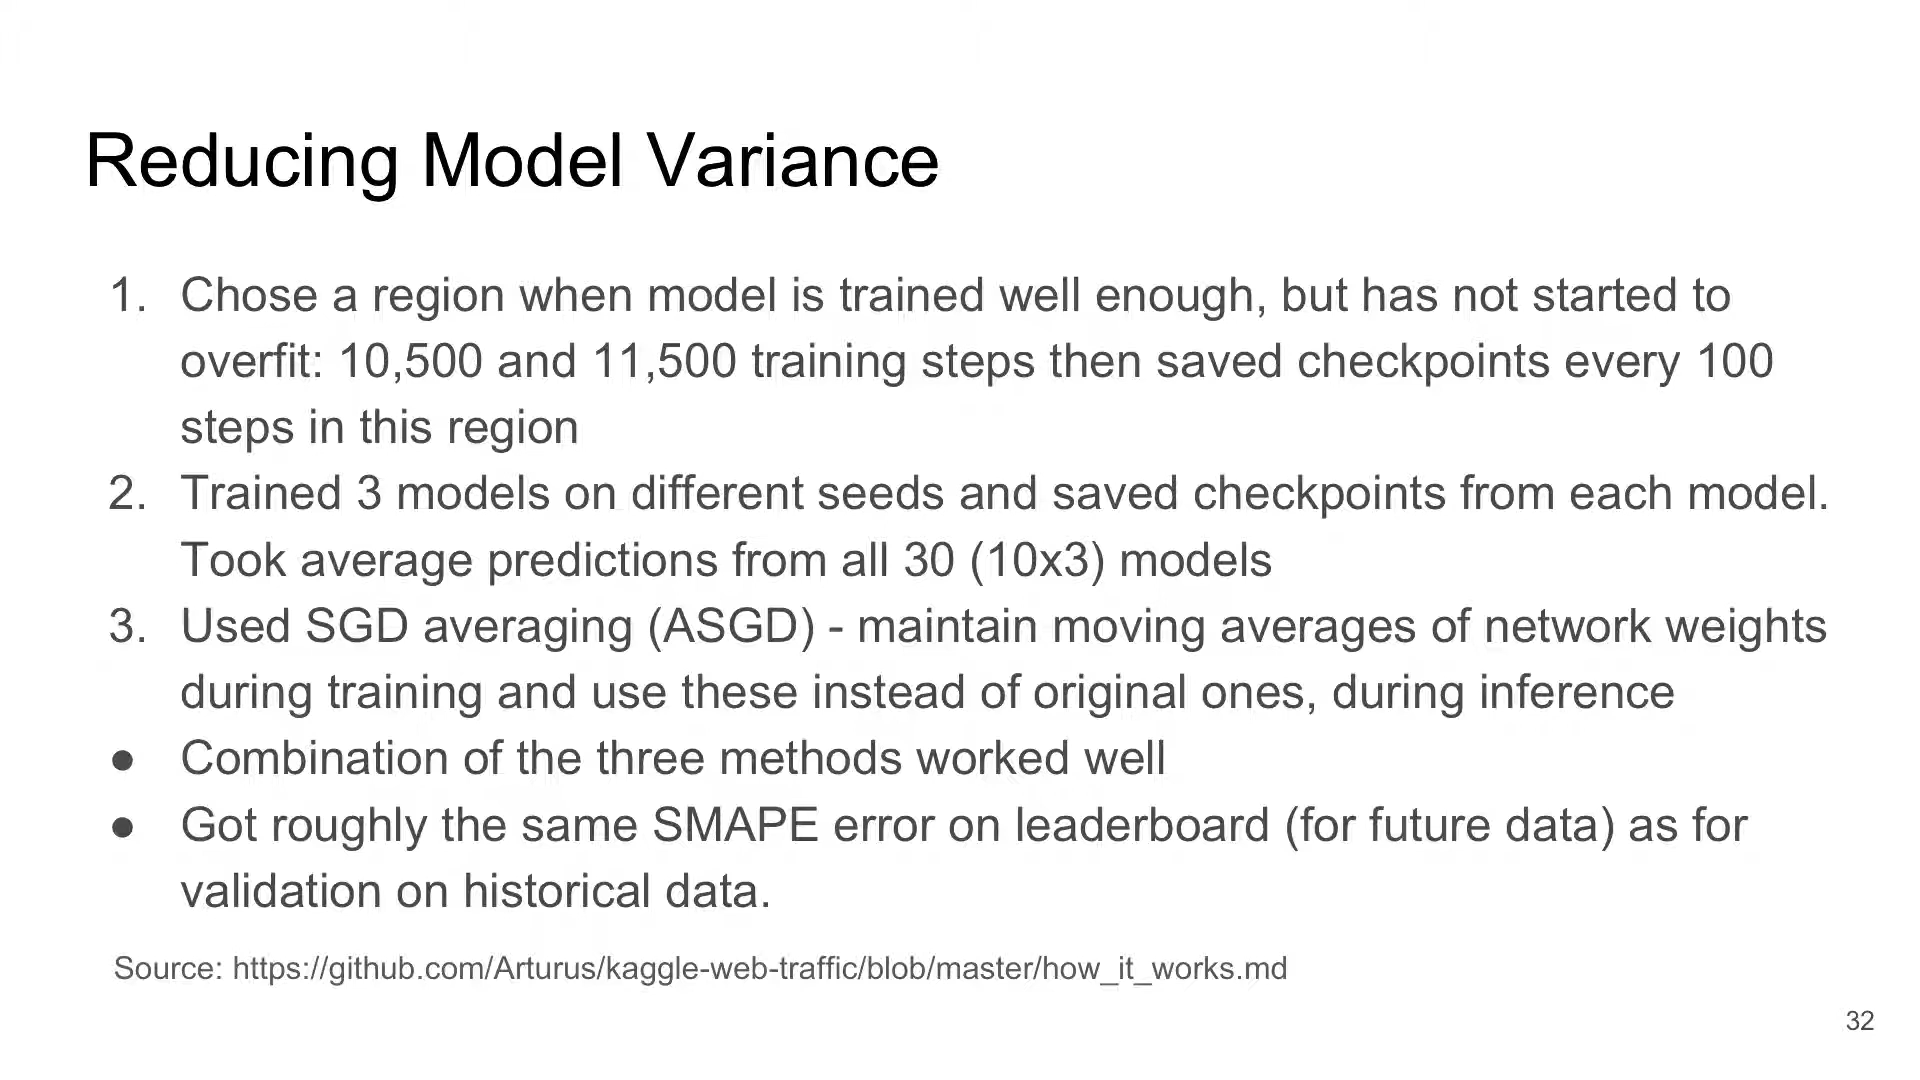 Reducing Model Variance
1. Chose a region when model is trained well enough, but has not started to
overfit: 10,500 and 11,500 training steps then saved checkpoints every 100
steps in this region
2. Trained 3 models on different seeds and saved checkpoints from each model.
Took average predictions from all 30 (10x3) models
3. Used SGD averaging (ASGD) - maintain moving averages of network weights
during training and use these instead of original ones, during inference
● Combination of the three methods worked well
● Got roughly the same SMAPE error on leaderboard (for future data) as for
validation on historical data.
Source: https://github.com/Arturus/kaggle-web-traffic/blob/master/how_it_works.md
32